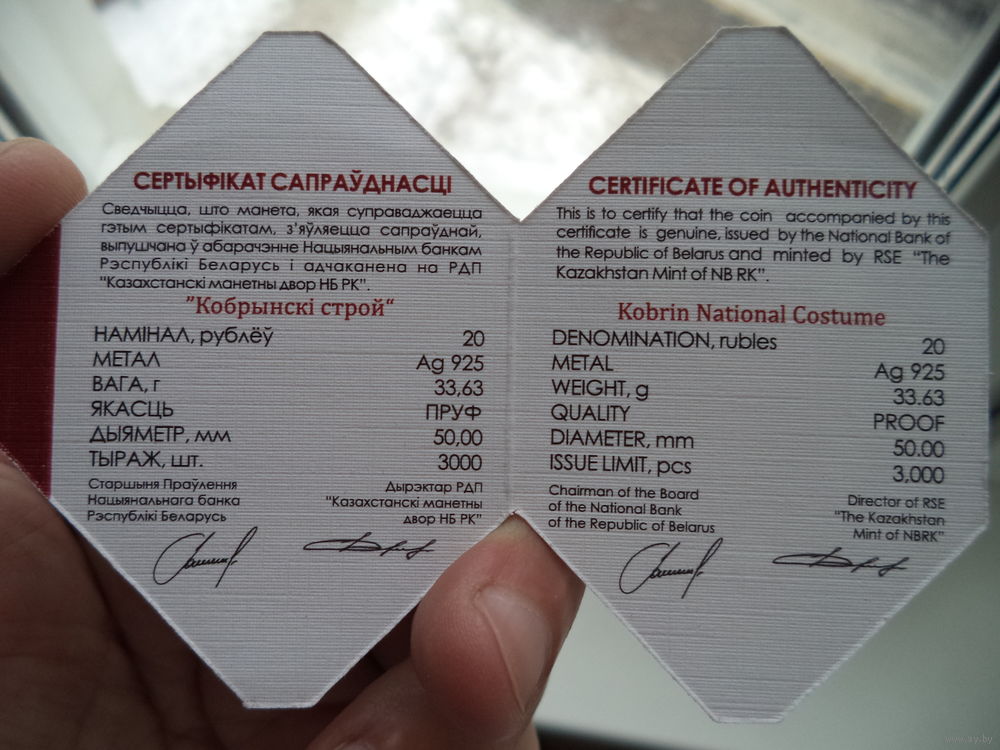 СЕРТЫФІКАТ САПРАЎДНАСЦІ
Сведчыцца, што манета, якая суправаджаецца
гэтым сертыфікатам, з'яўляецца сапраўднай,
выпушчана ў абарачэнне Нацыянальным банкам
Рэспублікі Беларусь і адчаканена на РДП
"Казахстанскі манетны двор НБ РК".
"Кобрынскі строй"
НАМІНАЛ, рублёў 20
МЕТАЛ Ag 925
ВАГА, г 33,63
ЯКАСЦЬ ПРУФ
ДЫЯМЕТР, мм 50,00
ТЫРАЖ, шт. 3000
Старшыня Праўлення
Нацыянальнага банка
Рэспублікі Беларусь
Дырэктар РДП
"Казахстанскі манетны
двор НБ РК"
CERTIFICATE OF AUTHENTICITY
This is to certify that the coin accompanied by this
certificate is genuine, issued by the National Bank of
the Republic of Belarus and minted by RSE "The
Kazakhstan Mint of NB RK".
Kobrin National Costume
DENOMINATION, rubles 20
METAL Ag 925
WEIGHT, g 33.63
QUALITY PROOF
DIAMETER, mm 50.00
ISSUE LIMIT, pcs 3,000
Chairman of the Board
of the National Bank
of the Republic of Belarus
Director of RSE
"The Kazakhstan
Mint of NBRK"
www.ay.by